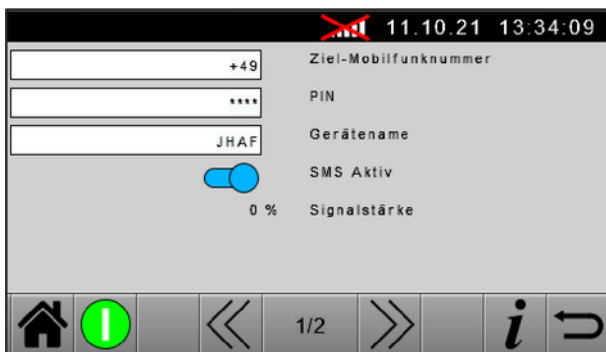 11.10.21 13:34:09
+49 Ziel-Mobilfunknummer
**** PIN
JHAF Gerätename
SMS Aktiv
0 % Signalstärke
1/2
i